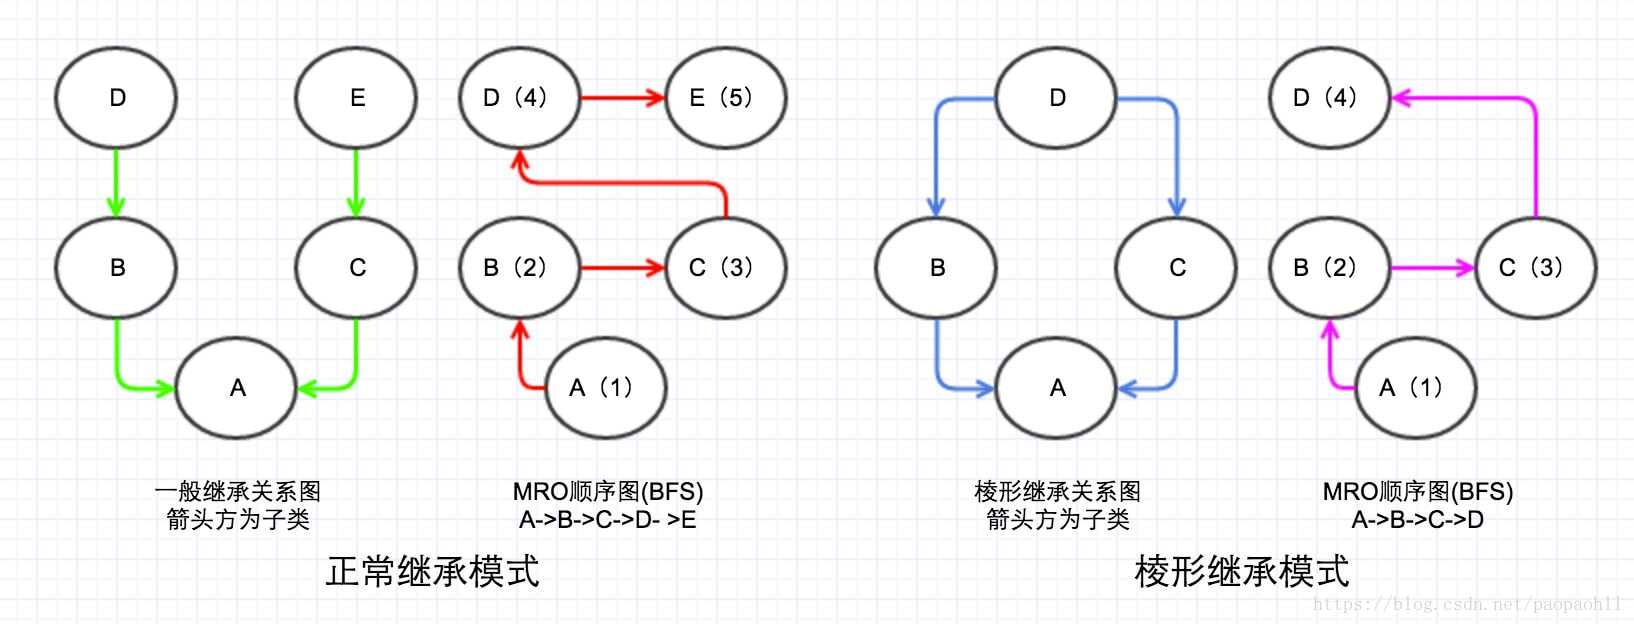 D
E
D（4）
E（5）
D
D（4）
B
C
B（2）
C（3）
B
C
B（2）
C（3）
A
A（1）
A
A（1）
一般继承关系图
箭头方为子类
MRO顺序图(BFS)
A->B->C->D- >E
棱形继承关系图
箭头方为子类
MRO顺序图(BFS)
A->B->C->D
正常继承模式
棱形继承模式
https://blog.csdn.net/paopaohll